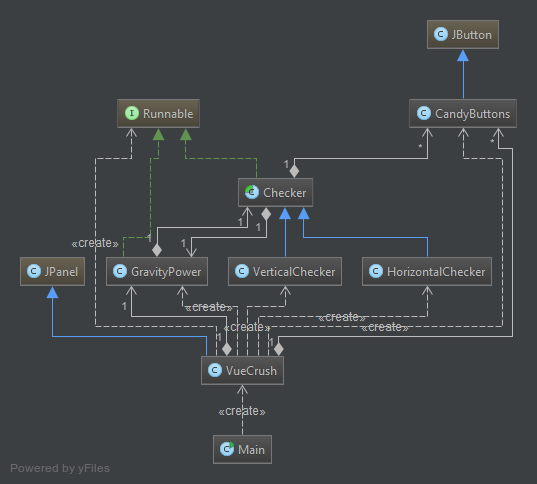 C JButton
I Runnable
C CandyButtons
1
*
*
C Checker
1
1
1
1
«create»
C JPanel
C GravityPower
C VerticalChecker
C HorizontalChecker
1
«create»
1
«create»
1
«create»
C VueCrush
«create»
C Main
Powered by yFiles